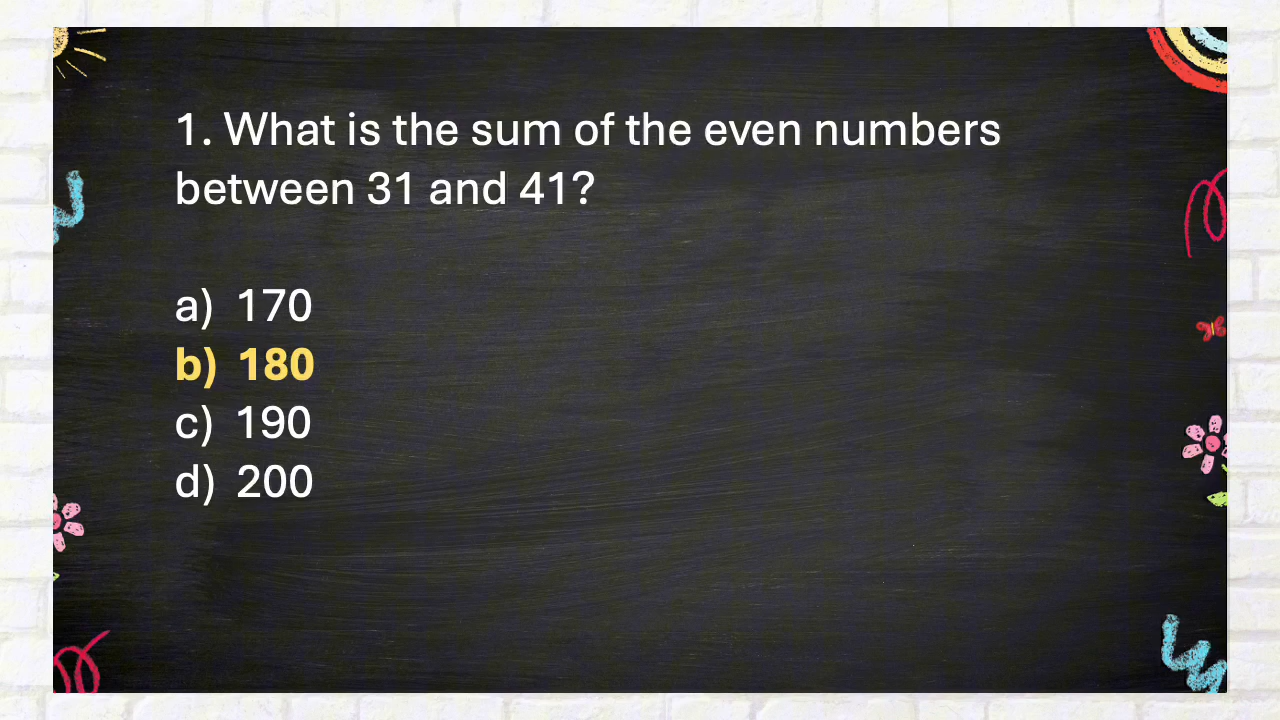 1. What is the sum of the even numbers
between 31 and 41?
a) 170
b) 180
c) 190
d) 200